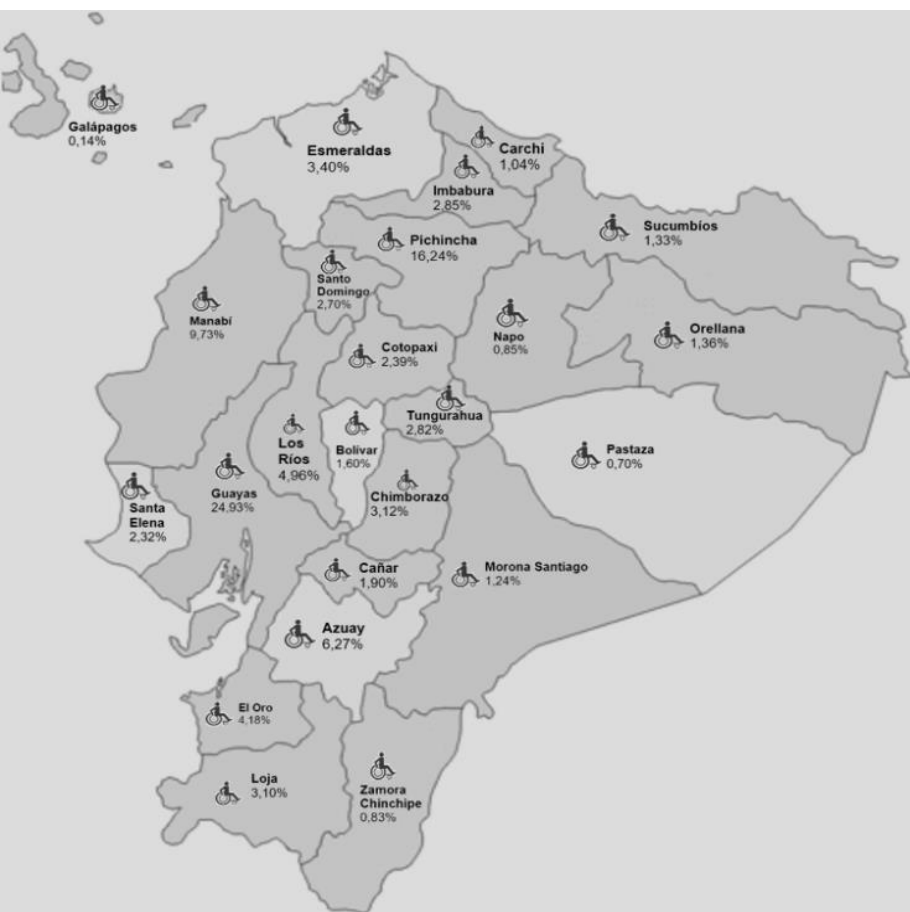 Galápagos
0,14%
Esmeraldas
3,40%
Carchi
1,04%
Imbabura
2,85%
Sucumbíos
1,33%
Pichincha
16,24%
Santo
Domingo
2,70%
Manabí
9,73%
Napo
0,85%
Orellana
1,36%
Cotopaxi
2,39%
Tungurahua
2,82%
Los
Ríos
4,96%
Bolívar
1,60%
Pastaza
0,70%
Guayas
24,93%
Chimborazo
3,12%
Santa
Elena
2,32%
Cañar
1,90%
Morona Santiago
1,24%
Azuay
6,27%
El Oro
4,18%
Loja
3,10%
Zamora
Chinchipe
0,83%